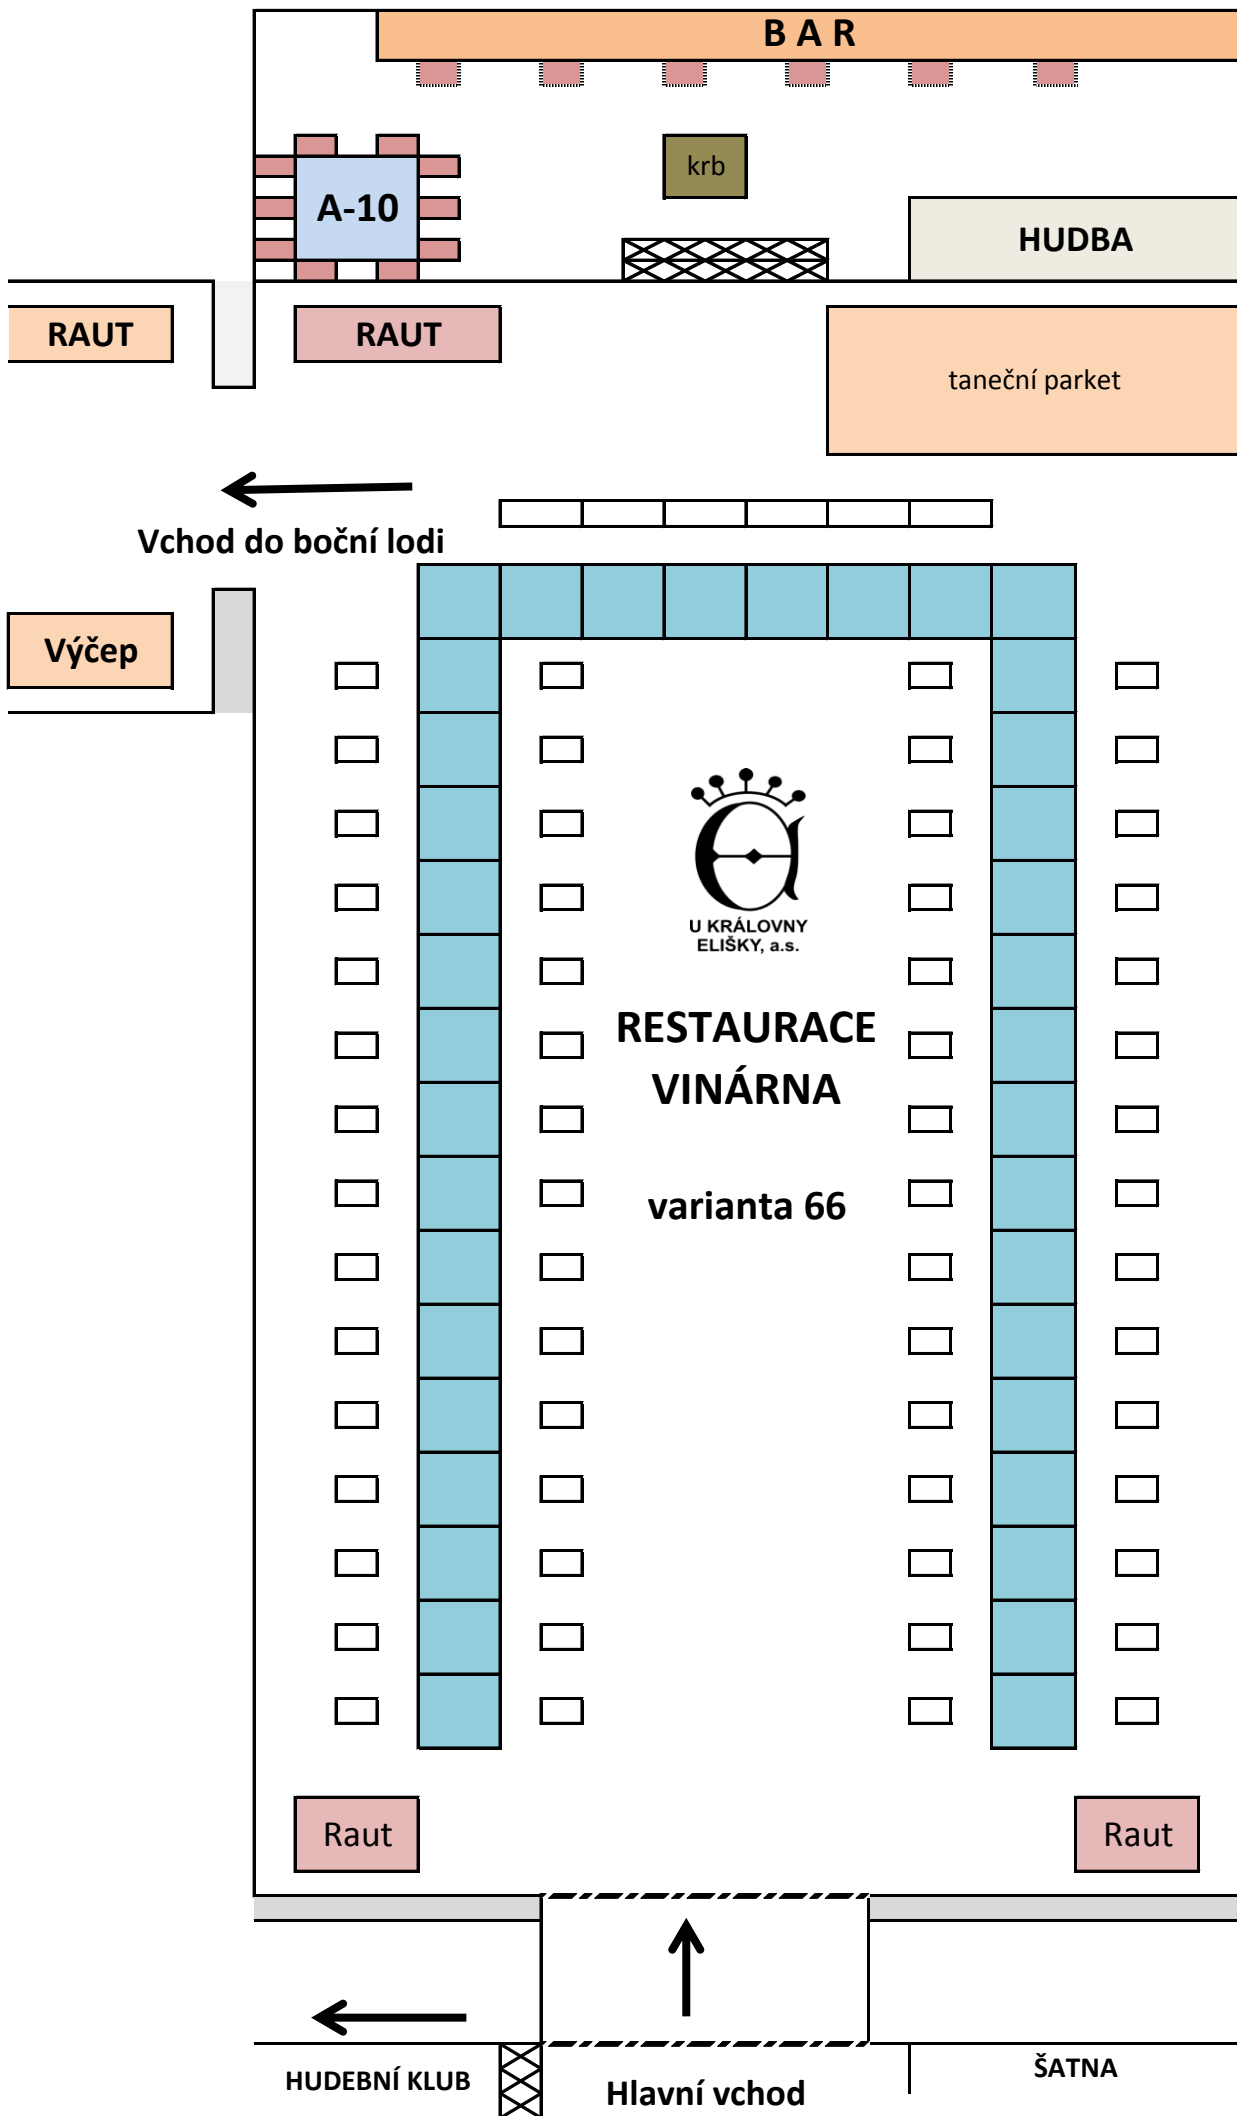 B A R
krb
A-10
HUDBA
RAUT
RAUT
taneční parket
Vchod do boční lodi
Výčep
U KRÁLOVNY
ELIŠKY, a.s.
RESTAURACE
VINÁRNA
varianta 66
Raut
Raut
HUDEBNÍ KLUB
Hlavní vchod
ŠATNA